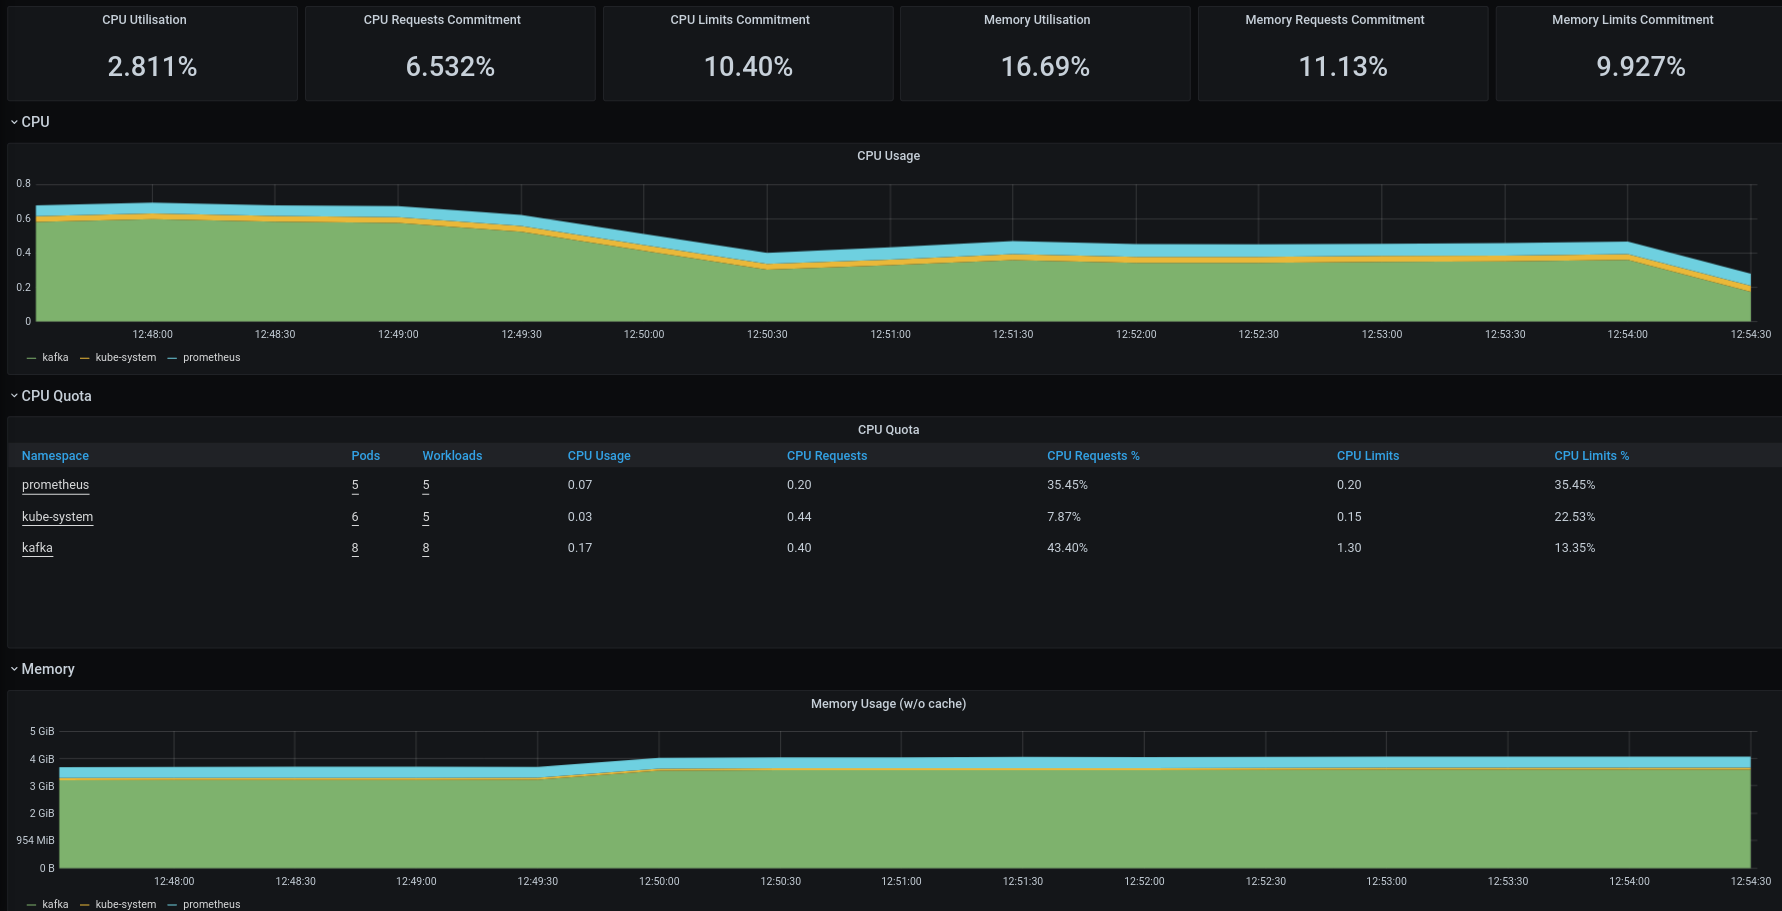 CPU Utilisation CPU Requests Commitment CPU Limits Commitment Memory Utilisation Memory Requests Commitment Memory Limits Commitment
2.811% 6.532% 10.40% 16.69% 11.13% 9.927%
CPU
CPU Usage
0.8
0.6
0.4
0.2
0
12:48:00 12:48:30 12:49:00 12:49:30 12:50:00 12:50:30 12:51:00 12:51:30 12:52:00 12:52:30 12:53:00 12:53:30 12:54:00 12:54:30
kafka kube-system prometheus
CPU Quota
CPU Quota
Namespace Pods Workloads CPU Usage CPU Requests CPU Requests % CPU Limits CPU Limits %
prometheus 5 5 0.07 0.20 35.45% 0.20 35.45%
kube-system 6 5 0.03 0.44 7.87% 0.15 22.53%
kafka 8 8 0.17 0.40 43.40% 1.30 13.35%
Memory
Memory Usage (w/o cache)
5 GiB
4 GiB
3 GiB
2 GiB
954 MiB
0 B
12:48:00 12:48:30 12:49:00 12:49:30 12:50:00 12:50:30 12:51:00 12:51:30 12:52:00 12:52:30 12:53:00 12:53:30 12:54:00 12:54:30
kafka kube-system prometheus